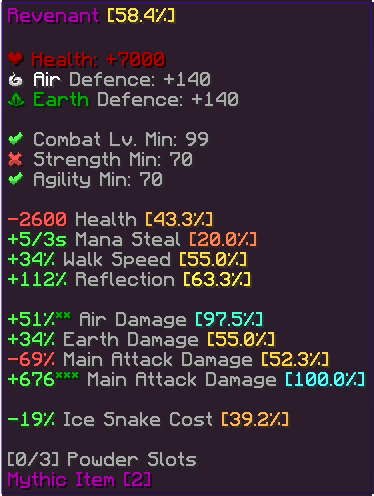 Revenant [58.4%]
Health: +7000
Air Defence: +140
Earth Defence: +140
✔ Combat Lv. Min: 99
✖ Strength Min: 70
✔ Agility Min: 70
-2600 Health [43.3%]
+5/3s Mana Steal [20.0%]
+34% Walk Speed [55.0%]
+112% Reflection [63.3%]
+51%** Air Damage [97.5%]
+34% Earth Damage [55.0%]
-69% Main Attack Damage [52.3%]
+676*** Main Attack Damage [100.0%]
-19% Ice Snake Cost [39.2%]
[0/3] Powder Slots
Mythic Item [2]